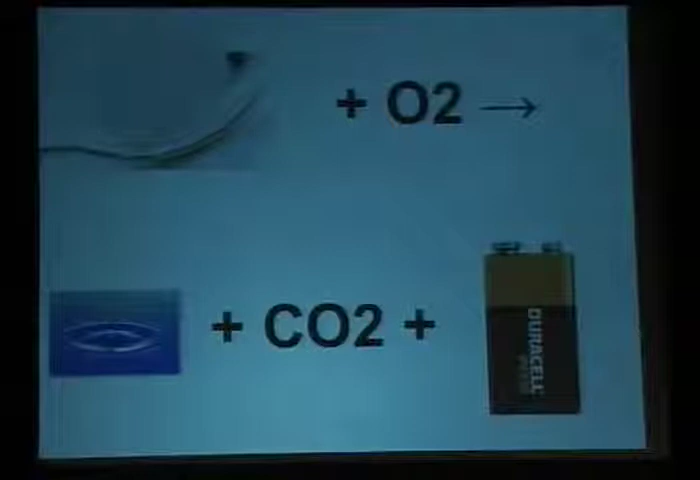 + O2 →
+ CO2 +
DURACELL